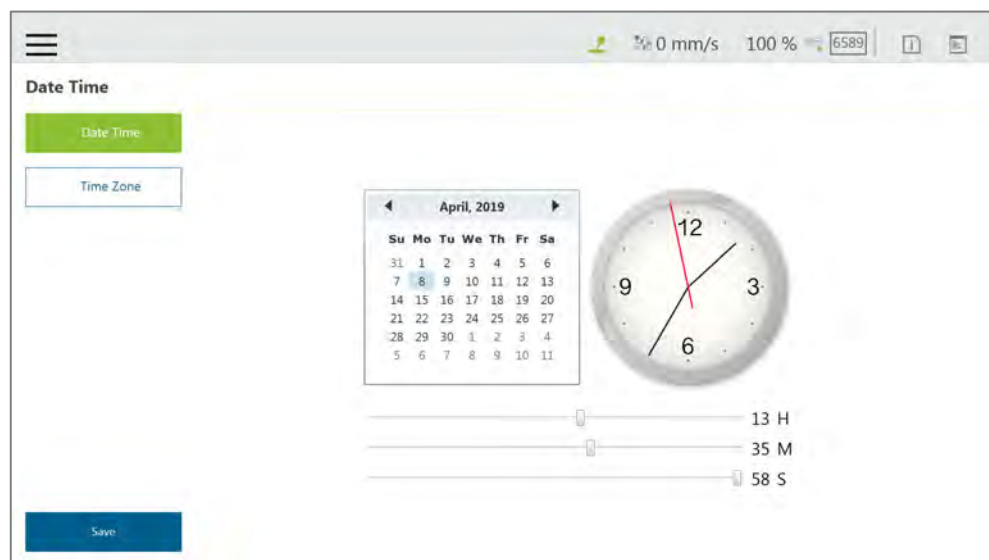 0 mm/s 100 % 6589
Date Time
Date Time
Time Zone
April, 2019
Su Mo Tu We Th Fr Sa
31 1 2 3 4 5 6
7 8 9 10 11 12 13
14 15 16 17 18 19 20
21 22 23 24 25 26 27
28 29 30 1 2 3 4
5 6 7 8 9 10 11
12
9 3
6
13 H
35 M
58 S
Save